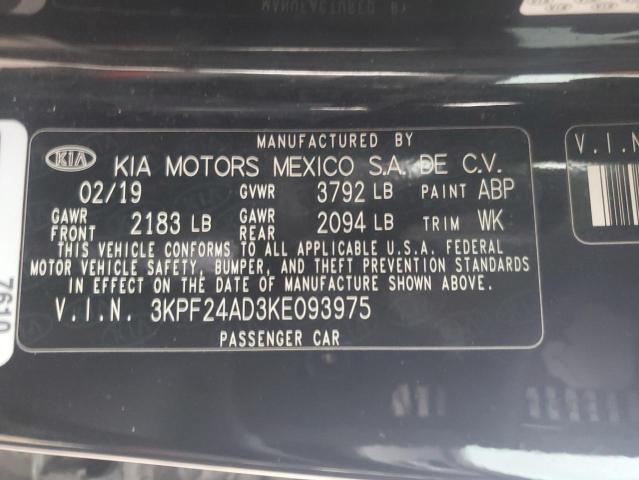 MANUFACTURED BY
KIA KIA MOTORS MEXICO S.A. DE C.V.
02/19 GVWR 3792 LB PAINT ABP
GAWR FRONT 2183 LB GAWR REAR 2094 LB TRIM WK
THIS VEHICLE CONFORMS TO ALL APPLICABLE U.S.A. FEDERAL
MOTOR VEHICLE SAFETY, BUMPER, AND THEFT PREVENTION STANDARDS
IN EFFECT ON THE DATE OF MANUFACTURE SHOWN ABOVE.
V.I.N. 3KPF24AD3KE093975
PASSENGER CAR
V.I.N
7610